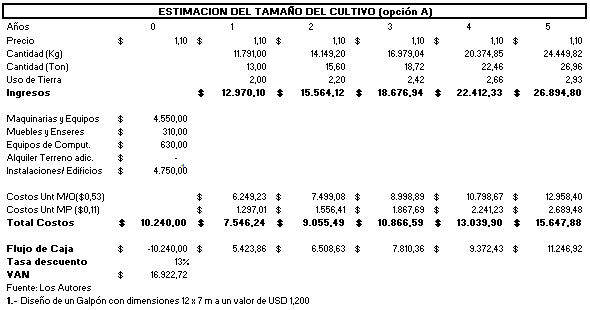 ESTIMACION DEL TAMAÑO DEL CULTIVO (opción A)
Años 0 1 2 3 4 5
Precio $ 1,10 $ 1,10 $ 1,10 $ 1,10 $ 1,10 $ 1,10
Cantidad (Kg) 11.791,00 14.149,20 16.979,04 20.374,85 24.449,82
Cantidad (Ton) 13,00 15,60 18,72 22,46 26,96
Uso de Tierra 2,00 2,20 2,42 2,66 2,93
Ingresos $ 12.970,10 $ 15.564,12 $ 18.676,94 $ 22.412,33 $ 26.894,80
Maquinarias y Equipos $ 4.550,00
Muebles y Enseres $ 310,00
Equipos de Comput. $ 630,00
Alquiler Terreno adic. $ -
Instalaciones/ Edificios $ 4.750,00
Costos Unt M/O($0,53) $ 6.249,23 $ 7.499,08 $ 8.998,89 $ 10.798,67 $ 12.958,40
Costos Unt MP ($0,11) $ 1.297,01 $ 1.556,41 $ 1.867,69 $ 2.241,23 $ 2.689,48
Total Costos $ 10.240,00 $ 7.546,24 $ 9.055,49 $ 10.866,59 $ 13.039,90 $ 15.647,88
Flujo de Caja $ -10.240,00 $ 5.423,86 $ 6.508,63 $ 7.810,36 $ 9.372,43 $ 11.246,92
Tasa descuento 13%
VAN $ 16.922,72
Fuente: Los Autores
1.- Diseño de un Galpón con dimensiones 12 x 7 m a un valor de USD 1,200